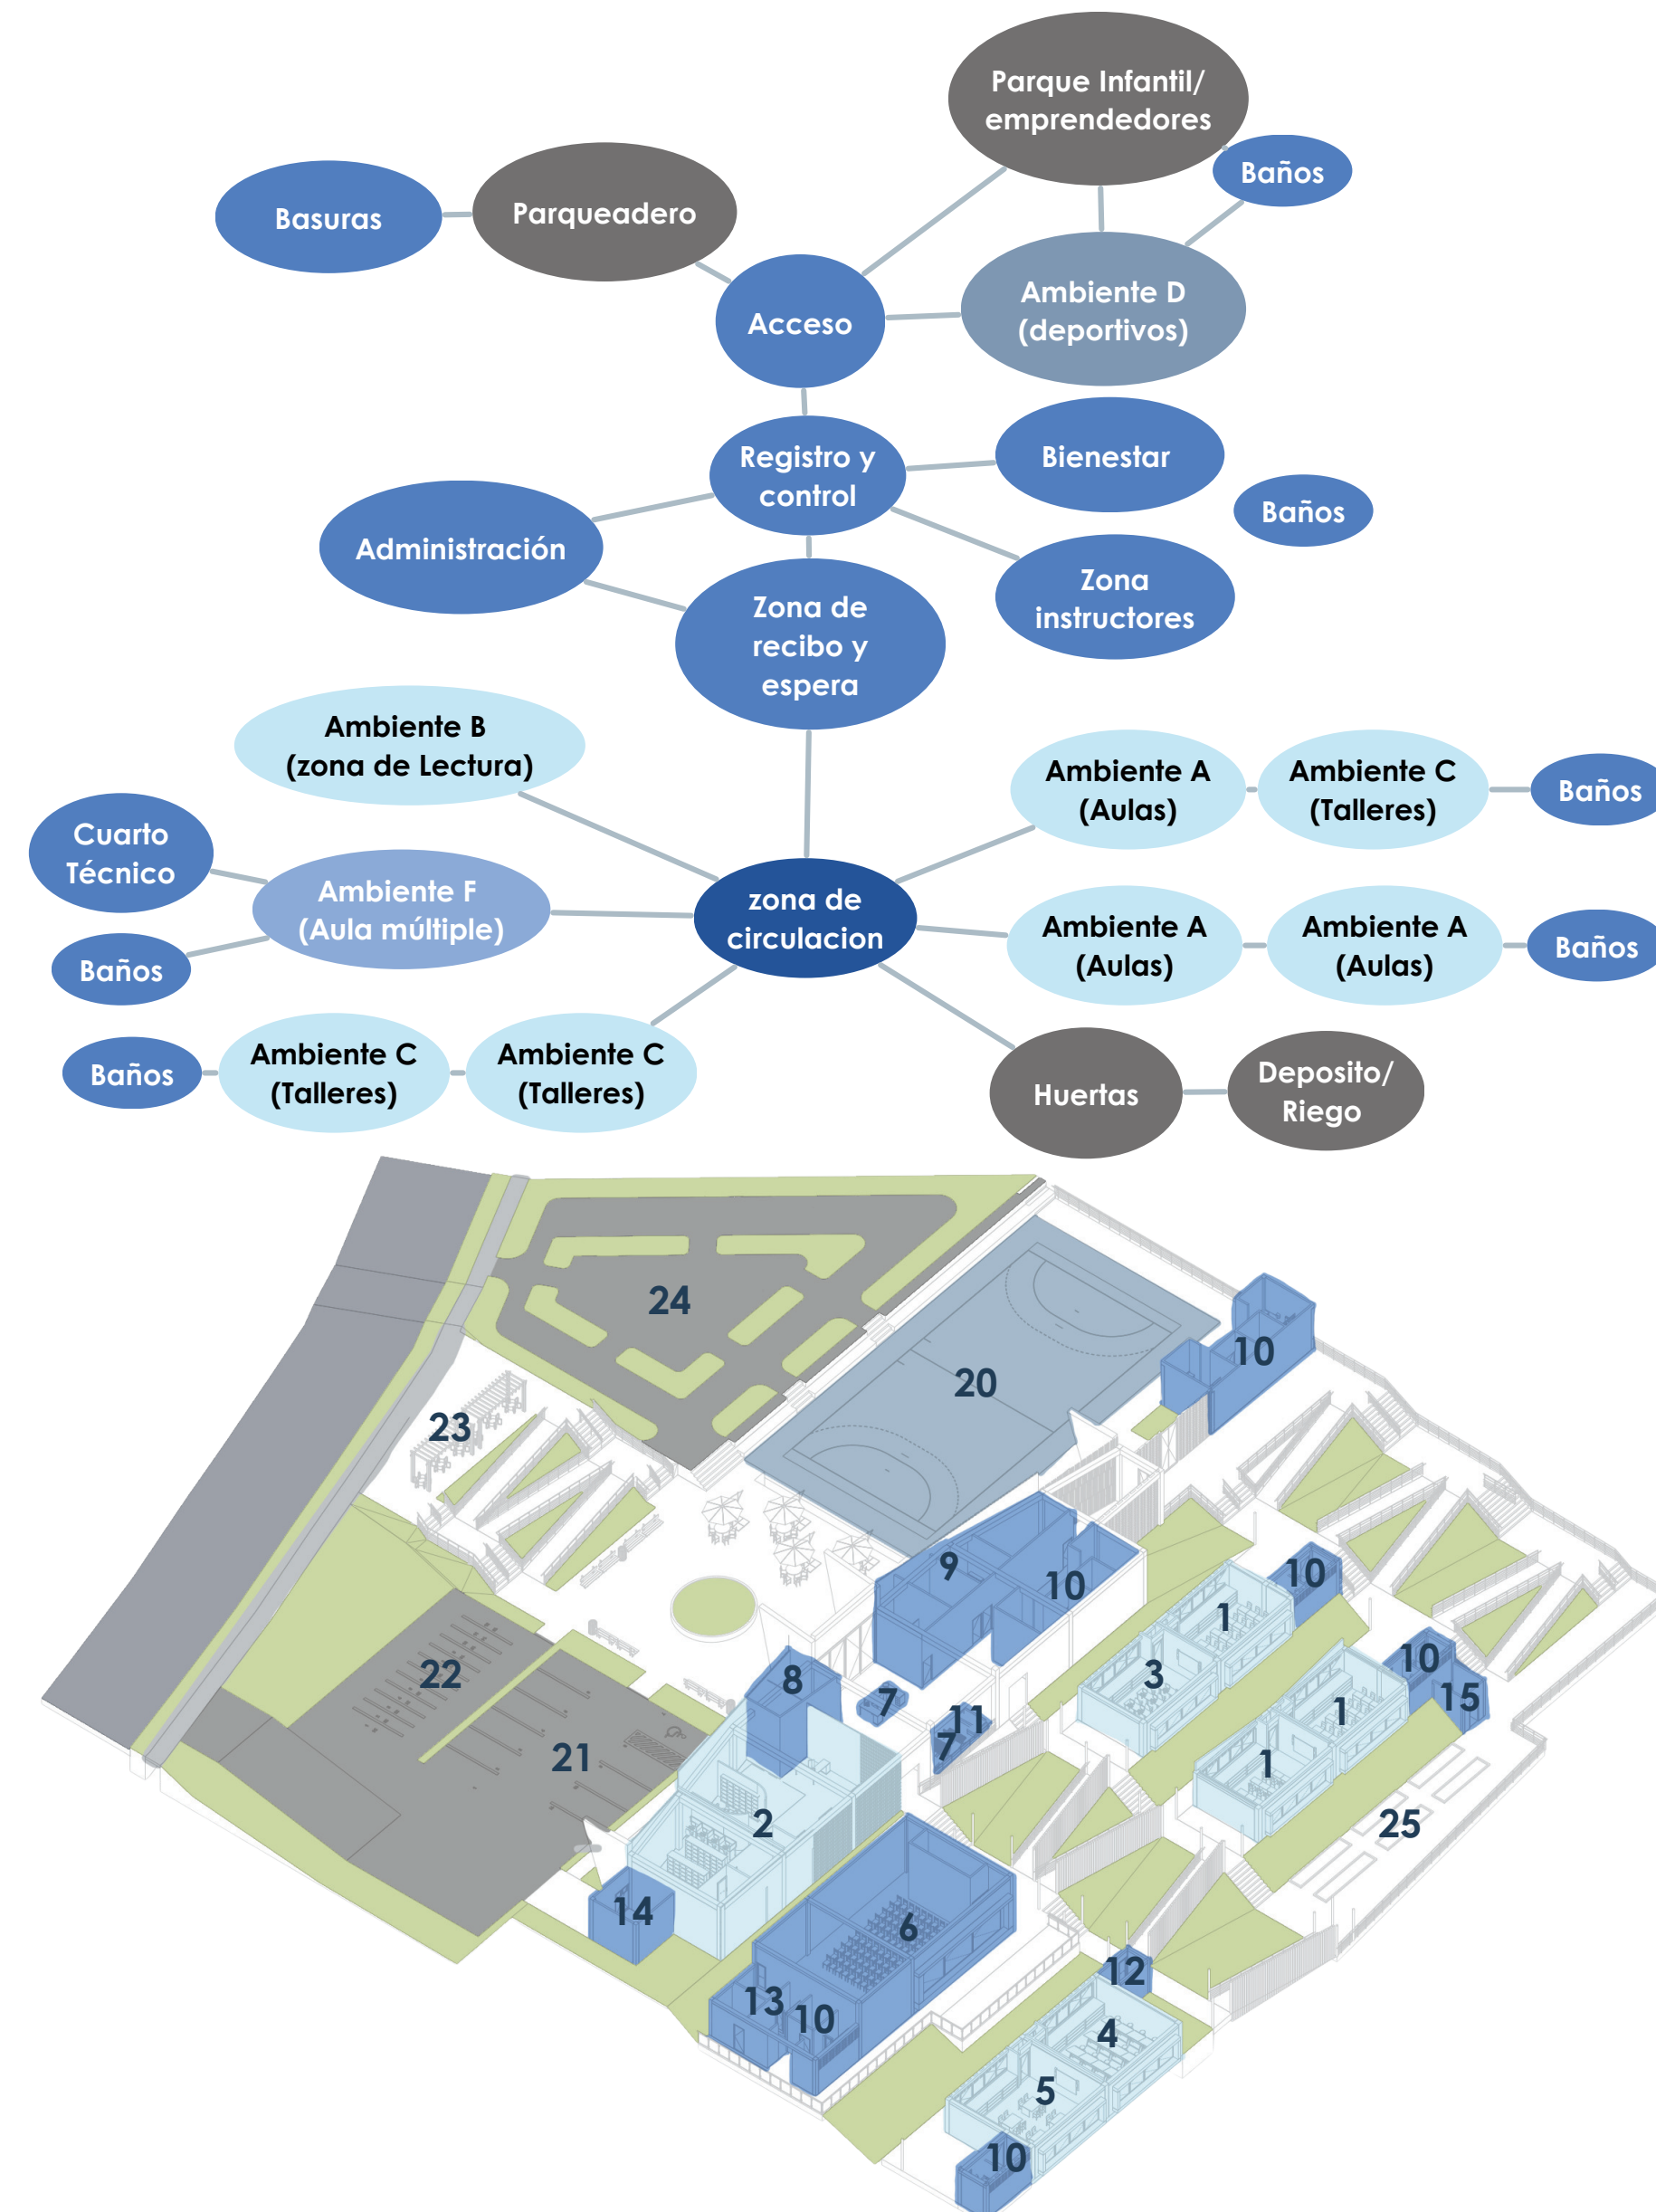 Parque Infantil/
emprendedores
Baños
Basuras
Parqueadero
Acceso
Ambiente D
(deportivos)
Registro y
control
Bienestar
Baños
Administración
Zona
instructores
Zona de
recibo y
espera
Ambiente B
(zona de Lectura)
Ambiente A
(Aulas)
Ambiente C
(Talleres)
Baños
Cuarto
Técnico
Ambiente F
(Aula múltiple)
zona de
circulacion
Ambiente A
(Aulas)
Ambiente A
(Aulas)
Baños
Baños
Baños
Ambiente C
(Talleres)
Ambiente C
(Talleres)
Huertas
Deposito/
Riego
24
10
20
23
9
10
10
1
3
10
15
1
8
7
11
7
22
21
1
2
25
14
6
12
13
10
4
5
10